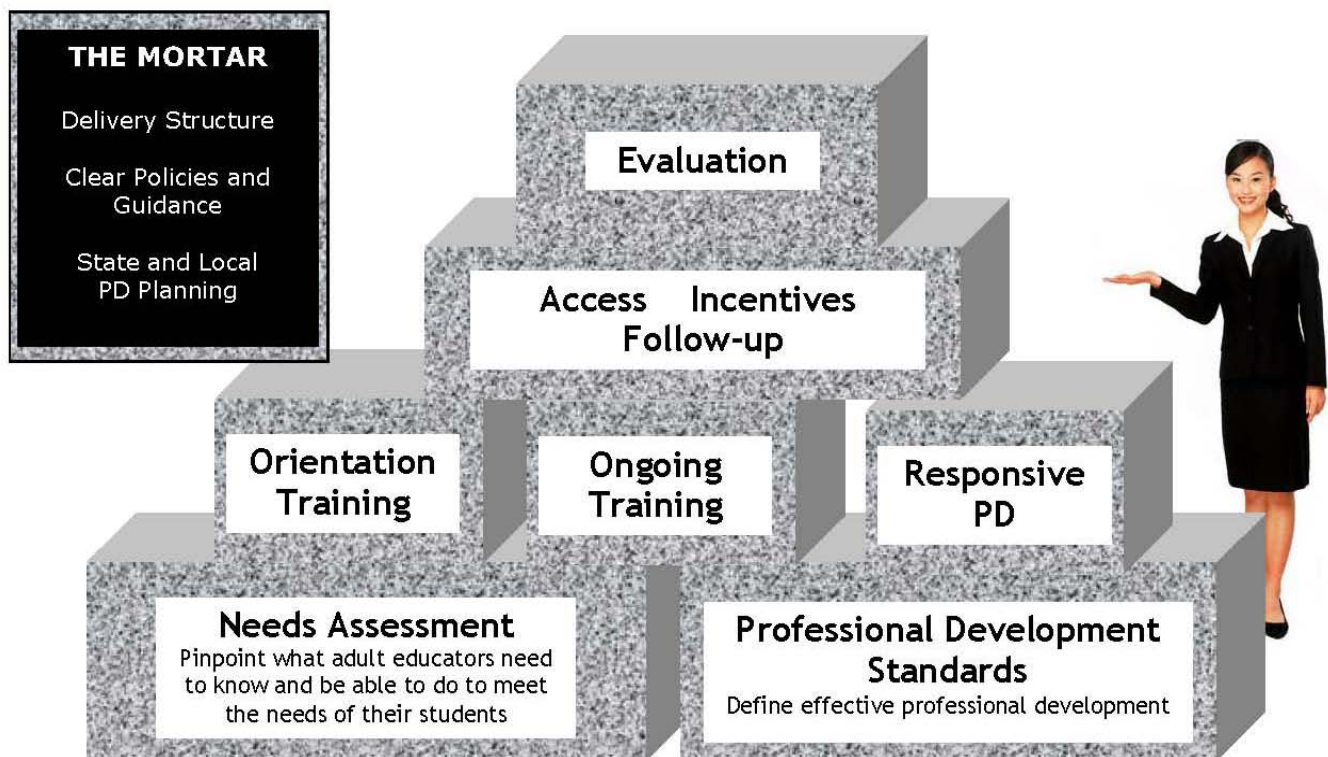 THE MORTAR
Delivery Structure
Clear Policies and
Guidance
State and Local
PD Planning
Evaluation
Access Incentives
Follow-up
Orientation
Training
Ongoing
Training
Responsive
PD
Needs Assessment
Pinpoint what adult educators need
to know and be able to do to meet
the needs of their students
Professional Development
Standards
Define effective professional development